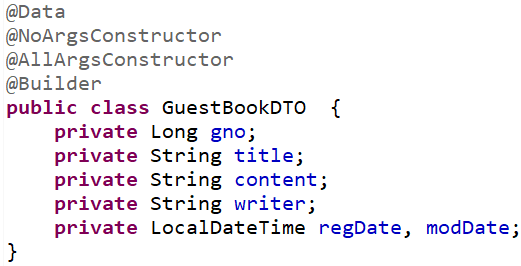 @Data
@NoArgsConstructor
@AllArgsConstructor
@Builder
public class GuestBookDTO  {
    private Long gno;
    private String title;
    private String content;
    private String writer;
    private LocalDateTime regDate, modDate;
}